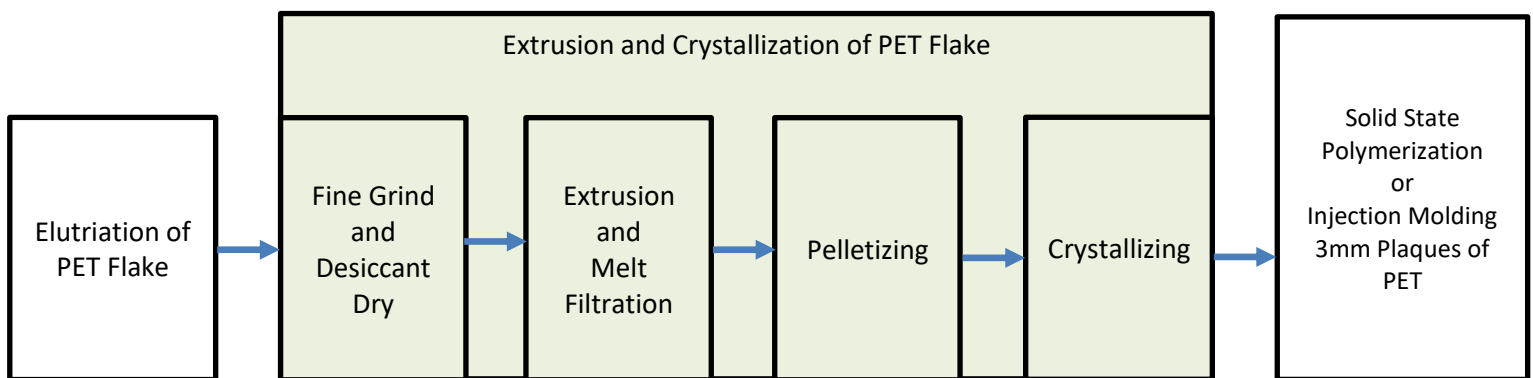 Extrusion and Crystallization of PET Flake
Elutriation of
PET Flake
Fine Grind
and
Desiccant
Dry
Extrusion
and
Melt
Filtration
Pelletizing
Crystallizing
Solid State
Polymerization
or
Injection Molding
3mm Plaques of
PET